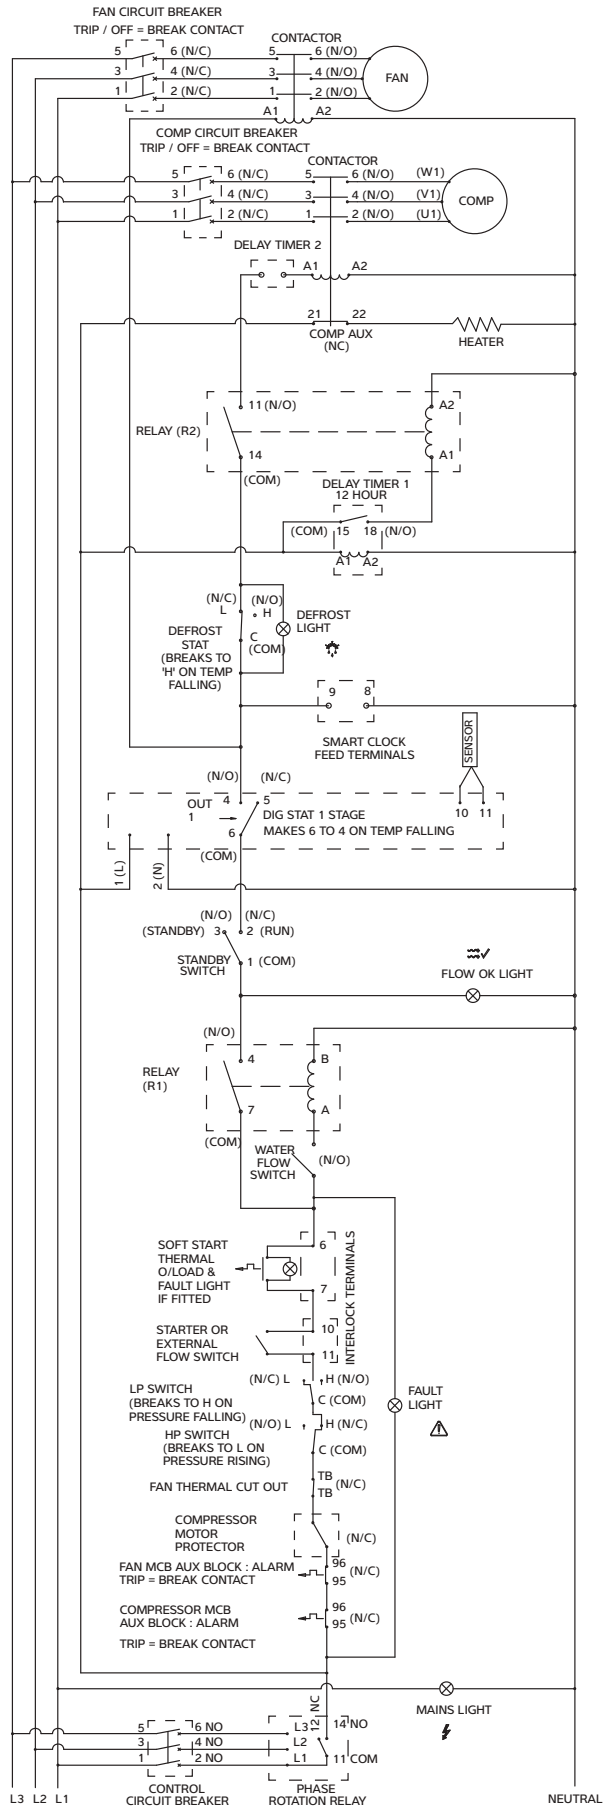 FAN CIRCUIT BREAKER
TRIP / OFF = BREAK CONTACT
CONTACTOR
5 6 (N/C) 5 6 (N/O)
3 4 (N/C) 3 4 (N/O)
FAN
1 2 (N/C) 1 2 (N/O)
A1 A2
COMP CIRCUIT BREAKER
TRIP / OFF = BREAK CONTACT
CONTACTOR
5 6 (N/C) 5 6 (N/O) (W1)
3 4 (N/C) 3 4 (N/O) (V1)
COMP
1 2 (N/C) 1 2 (N/O) (U1)
DELAY TIMER 2
A1 A2
21 22
COMP AUX
(NC)
HEATER
11 (N/O)
A2
RELAY (R2)
14
A1
(COM)
DELAY TIMER 1
12 HOUR
(COM) 15 18 (N/O)
A1 A2
(N/C) (N/O)
L H
DEFROST
LIGHT
C
(COM)
DEFROST
STAT
(BREAKS TO
'H' ON TEMP
FALLING)
9 8
SMART CLOCK
FEED TERMINALS
SENSOR
(N/O) (N/C)
4 5
OUT
1
10 11
DIG STAT 1 STAGE
6 MAKES 6 TO 4 ON TEMP FALLING
(COM)
1 (L)
2 (N)
(N/O) (N/C)
(STANDBY) 3 2 (RUN)
STANDBY
SWITCH
1 (COM)
FLOW OK LIGHT
(N/O)
4 B
RELAY
(R1)
7 A
(COM)
WATER
FLOW
SWITCH
(N/O)
SOFT START
THERMAL
O/LOAD &
FAULT LIGHT
IF FITTED
6
7
INTERLOCK TERMINALS
STARTER OR
EXTERNAL
FLOW SWITCH
10
11
(N/C) L H (N/O)
LP SWITCH
(BREAKS TO H ON
PRESSURE FALLING)
C (COM)
FAULT
LIGHT
(N/O) L H (N/C)
HP SWITCH
(BREAKS TO L ON
PRESSURE RISING)
C (COM)
FAN THERMAL CUT OUT
TB
TB
(N/C)
COMPRESSOR
MOTOR
PROTECTOR
(N/C)
FAN MCB AUX BLOCK : ALARM
TRIP = BREAK CONTACT
96
95
(N/C)
COMPRESSOR MCB
AUX BLOCK : ALARM
TRIP = BREAK CONTACT
96
95
(N/C)
MAINS LIGHT
12 NC
14 NO
5 6 NO L3
3 4 NO L2
1 2 NO L1
11 COM
L3 L2 L1
CONTROL
CIRCUIT BREAKER
PHASE
ROTATION RELAY
NEUTRAL